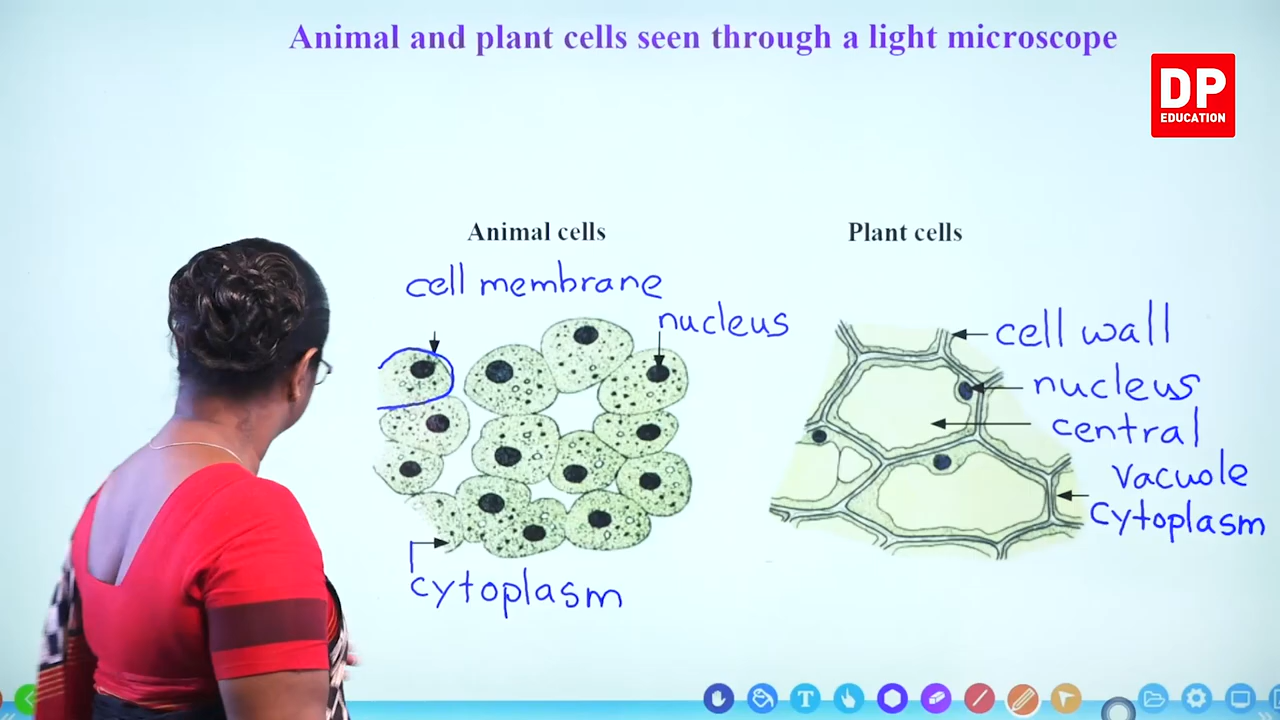 Animal and plant cells seen through a light microscope
DP
EDUCATION
Animal cells
Plant cells
cell membrane
nucleus
cytoplasm
cell wall
nucleus
central
vacuole
cytoplasm
T